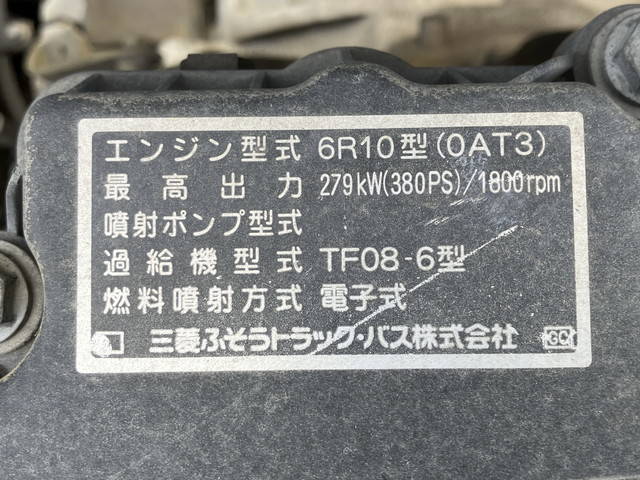 エンジン型式 6R10型(0AT3)
最高出力 279kW(380PS)/1800rpm
噴射ポンプ型式
過給機型式 TF08-6型
燃料噴射方式 電子式
三菱ふそうトラック・バス株式会社 GC